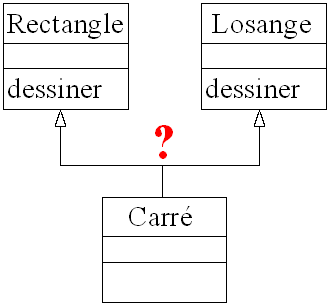 Rectangle
Losange
dessiner
dessiner
?
Carré